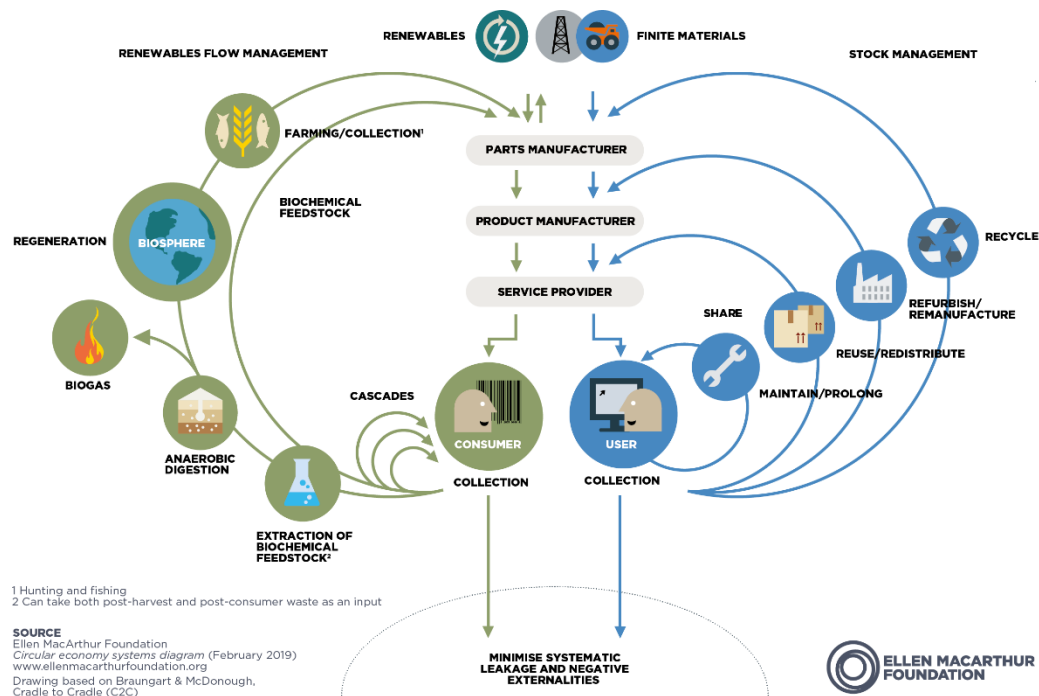 RENEWABLES
FINITE MATERIALS
RENEWABLES FLOW MANAGEMENT
STOCK MANAGEMENT
FARMING/COLLECTION¹
PARTS MANUFACTURER
BIOCHEMICAL
FEEDSTOCK
REGENERATION
BIOSPHERE
PRODUCT MANUFACTURER
RECYCLE
SERVICE PROVIDER
SHARE
REFURBISH/
REMANUFACTURE
REUSE/REDISTRIBUTE
BIOGAS
MAINTAIN/PROLONG
CASCADES
CONSUMER
USER
ANAEROBIC
DIGESTION
COLLECTION
COLLECTION
EXTRACTION OF
BIOCHEMICAL
FEEDSTOCK²
1 Hunting and fishing
2 Can take both post-harvest and post-consumer waste as an input
SOURCE
Ellen MacArthur Foundation
Circular economy systems diagram (February 2019)
www.ellenmacarthurfoundation.org
Drawing based on Braungart & McDonough,
Cradle to Cradle (C2C)
MINIMISE SYSTEMATIC
LEAKAGE AND NEGATIVE
EXTERNALITIES
ELLEN MACARTHUR
FOUNDATION